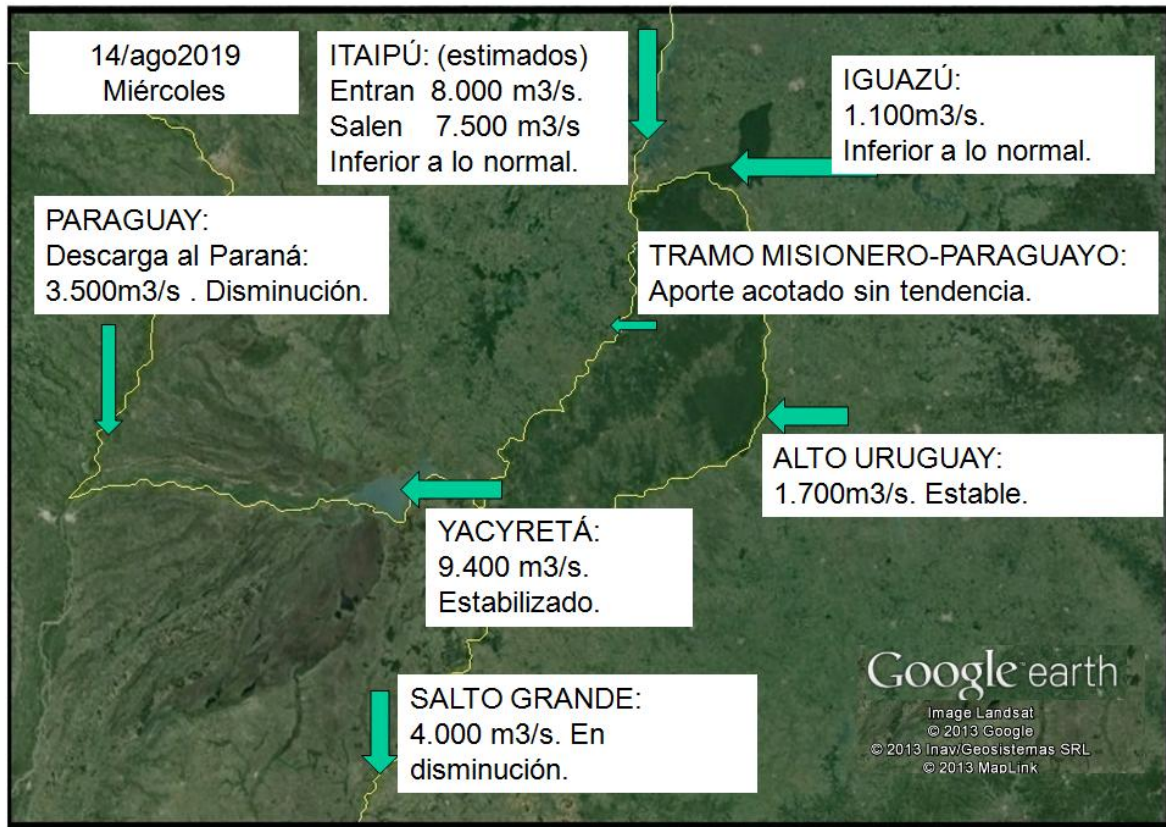 14/ago2019
Miércoles
ITAIPÚ: (estimados)
Entran 8.000 m3/s.
Salen 7.500 m3/s
Inferior a lo normal.
IGUAZÚ:
1.100m3/s.
Inferior a lo normal.
PARAGUAY:
Descarga al Paraná:
3.500m3/s . Disminución.
TRAMO MISIONERO-PARAGUAYO:
Aporte acotado sin tendencia.
ALTO URUGUAY:
1.700m3/s. Estable.
YACYRETÁ:
9.400 m3/s.
Estabilizado.
SALTO GRANDE:
4.000 m3/s. En
disminución.
Google earth
Image Landsat
© 2013 Google
© 2013 Inav/Geosistemas SRL
© 2013 MapLink